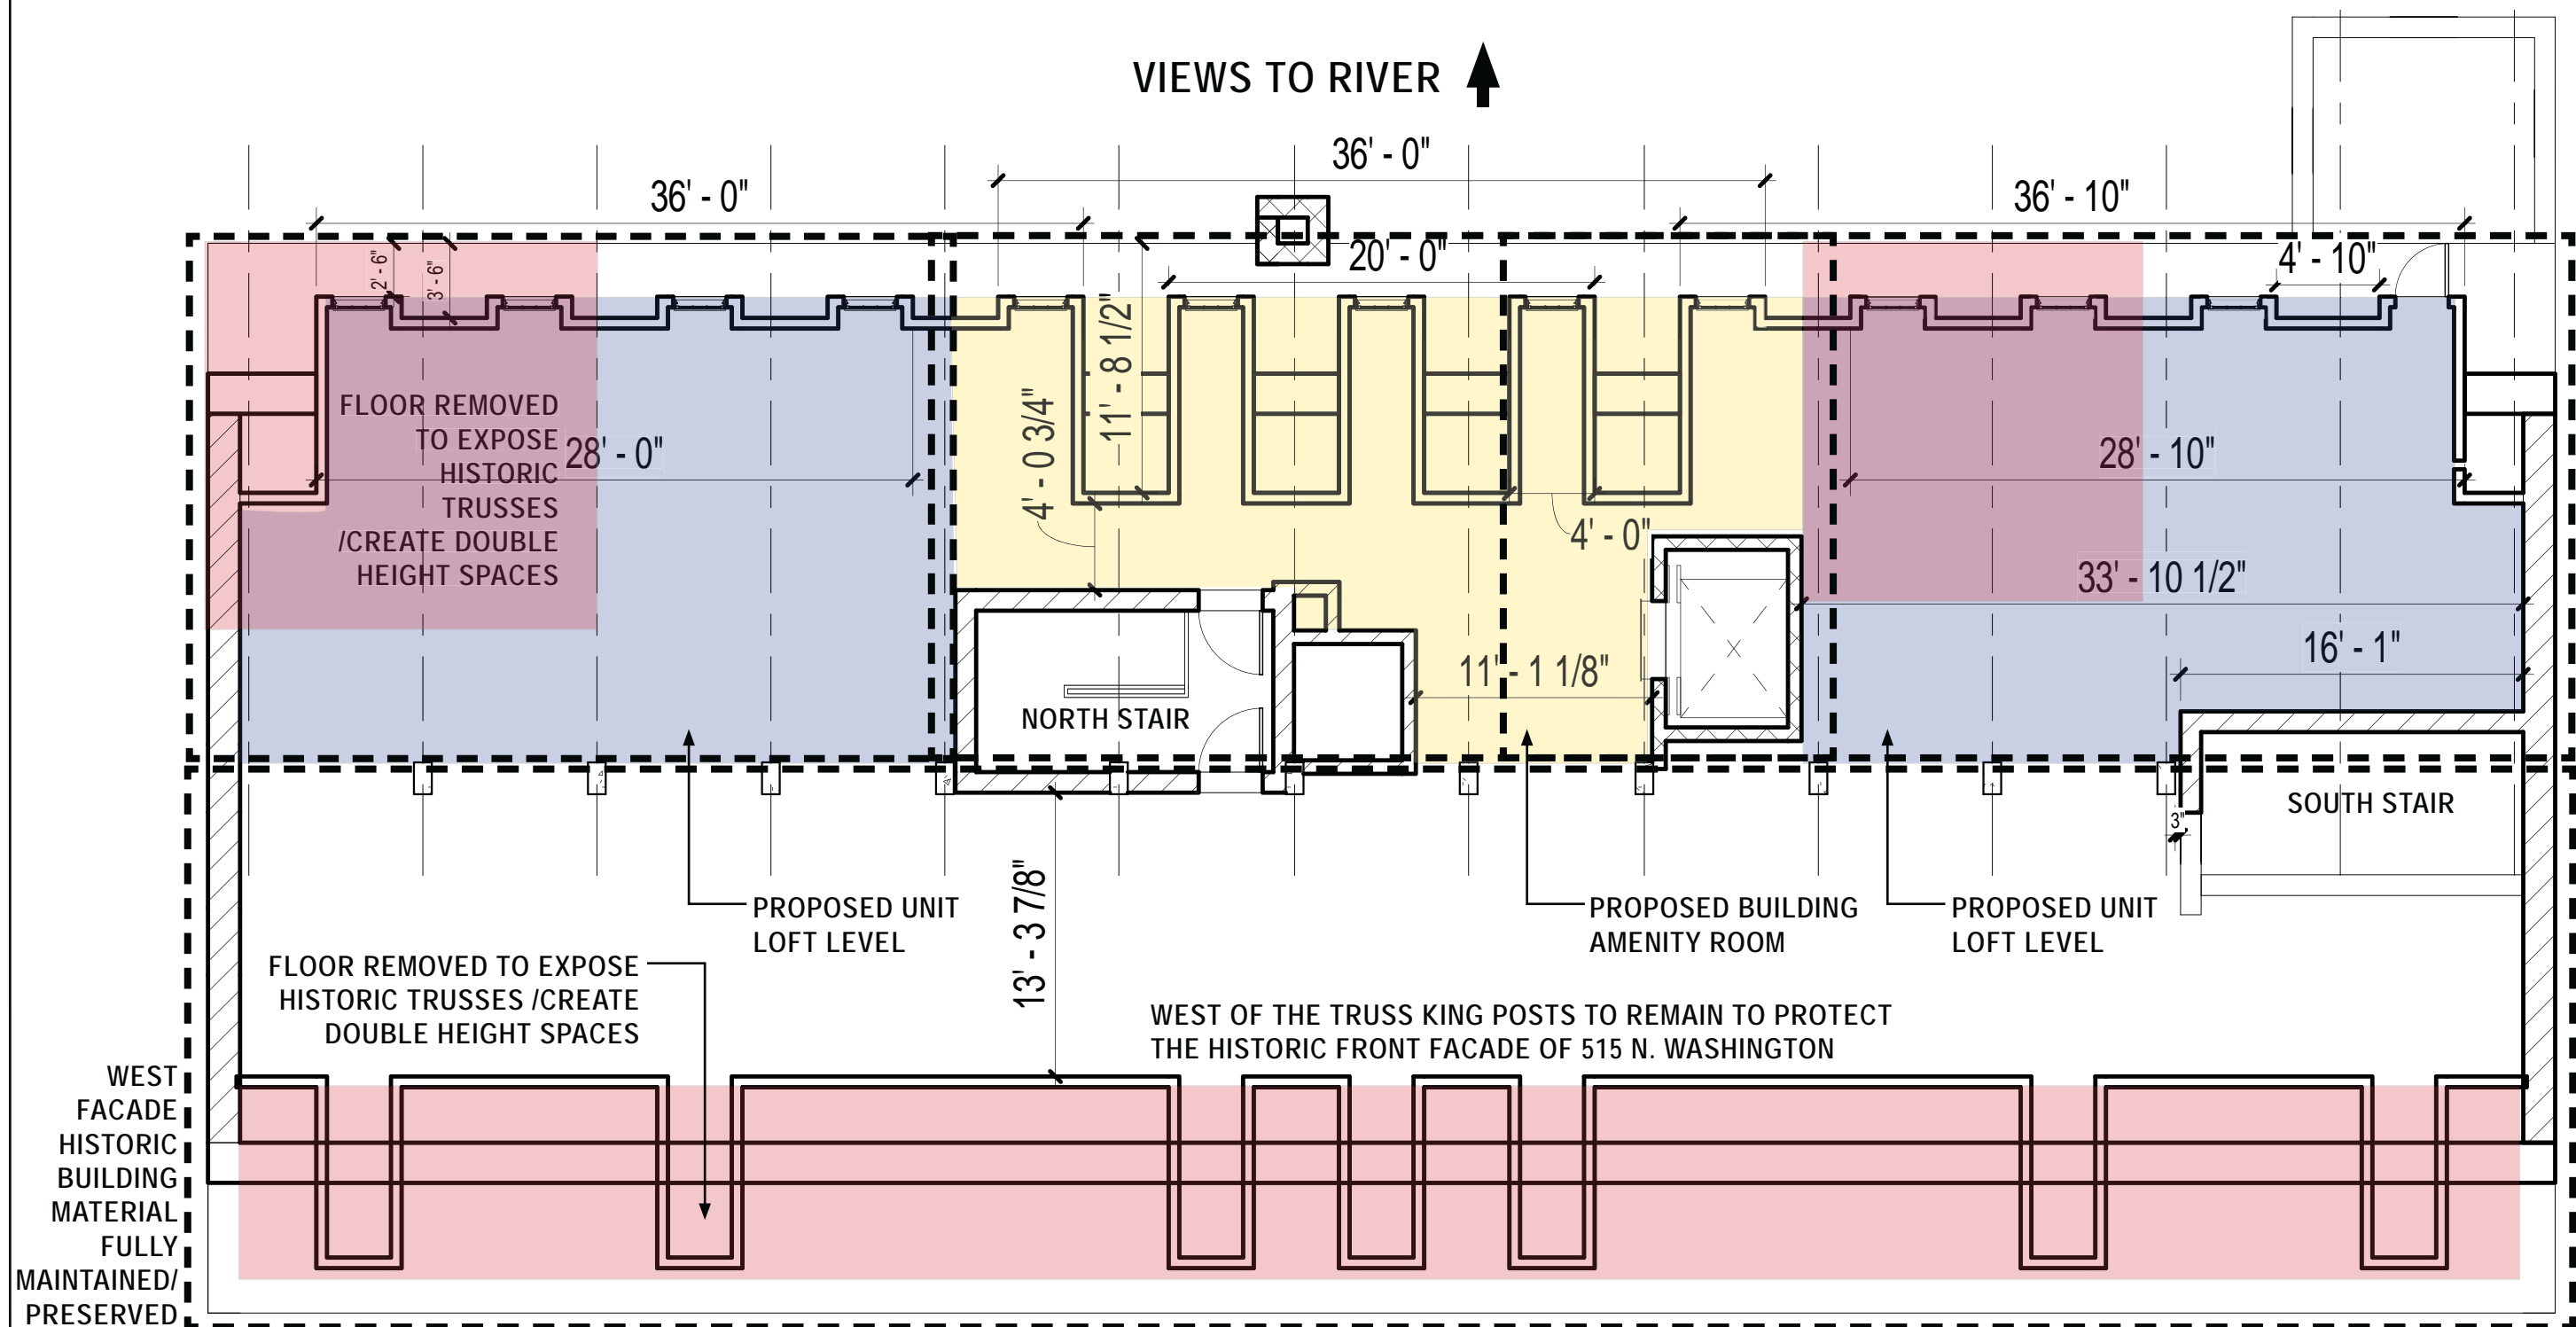 VIEWS TO RIVER
36' - 0"
36' - 0"
36' - 10"
2' - 6"
3' - 6"
20' - 0"
4' - 10"
11' - 8 1/2"
4' - 0 3/4"
FLOOR REMOVED
TO EXPOSE
HISTORIC
TRUSSES
/CREATE DOUBLE
HEIGHT SPACES
28' - 0"
28' - 10"
4' - 0"
33' - 10 1/2"
16' - 1"
11' - 1 1/8"
NORTH STAIR
SOUTH STAIR
3"
13' - 3 7/8"
PROPOSED UNIT
LOFT LEVEL
PROPOSED BUILDING
AMENITY ROOM
PROPOSED UNIT
LOFT LEVEL
FLOOR REMOVED TO EXPOSE
HISTORIC TRUSSES /CREATE
DOUBLE HEIGHT SPACES
WEST OF THE TRUSS KING POSTS TO REMAIN TO PROTECT
THE HISTORIC FRONT FACADE OF 515 N. WASHINGTON
WEST
FACADE
HISTORIC
BUILDING
MATERIAL
FULLY
MAINTAINED/
PRESERVED